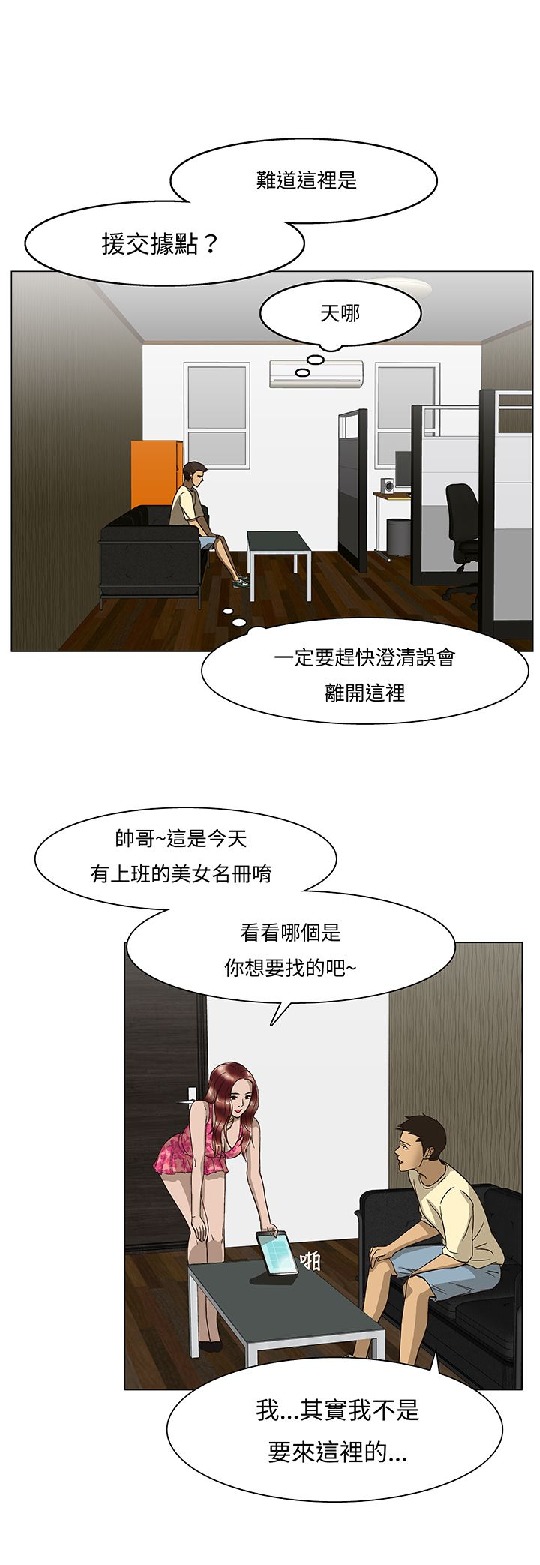 難道這裡是
援交據點？
天哪
一定要趕快澄清誤會
離開這裡
帥哥~這是今天
有上班的美女名冊唷
看看哪個是
你想要找的吧~
啪
我...其實我不是
要來這裡的...